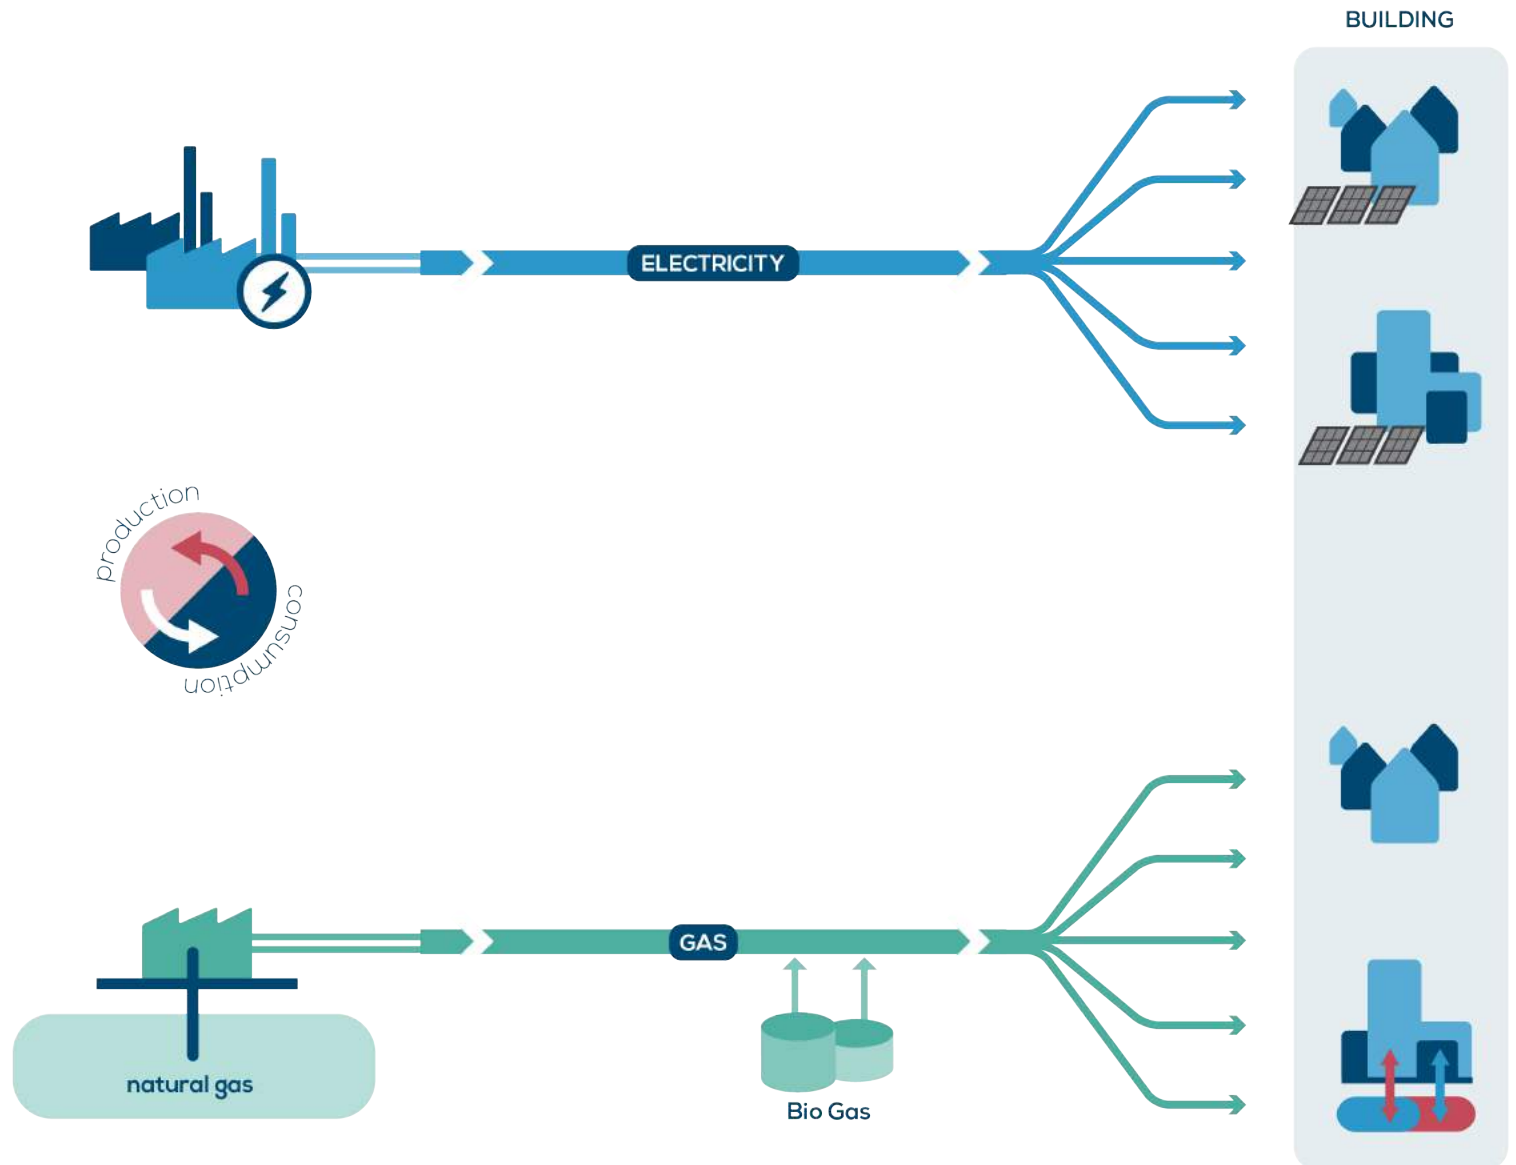 BUILDING
ELECTRICITY
production
consumption
GAS
natural gas
Bio Gas